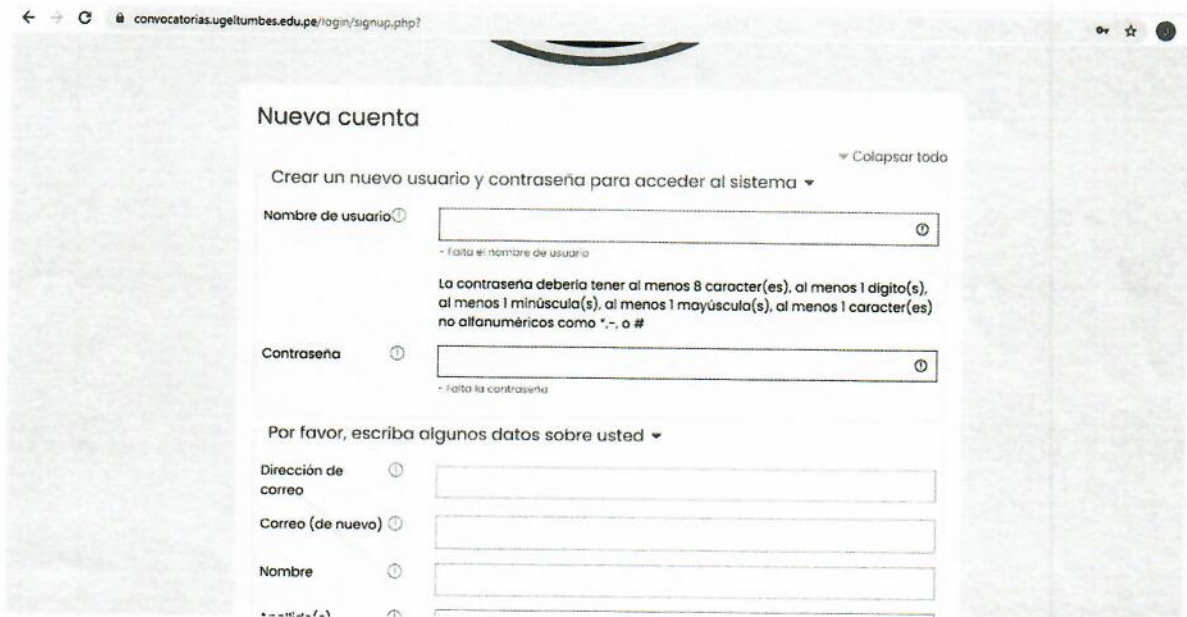 convocatorias.ugeltumbes.edu.pe/login/signup.php?
Nueva cuenta
Colapsar todo
Crear un nuevo usuario y contraseña para acceder al sistema
Nombre de usuario
- Falta el nombre de usuario
La contraseña debería tener al menos 8 caracter(es), al menos 1 dígito(s),
al menos 1 minúscula(s), al menos 1 mayúscula(s), al menos 1 caracter(es)
no alfanuméricos como *,-, o #
Contraseña
- Falta la contraseña
Por favor, escriba algunos datos sobre usted
Dirección de
correo
Correo (de nuevo)
Nombre
Apellido(s)